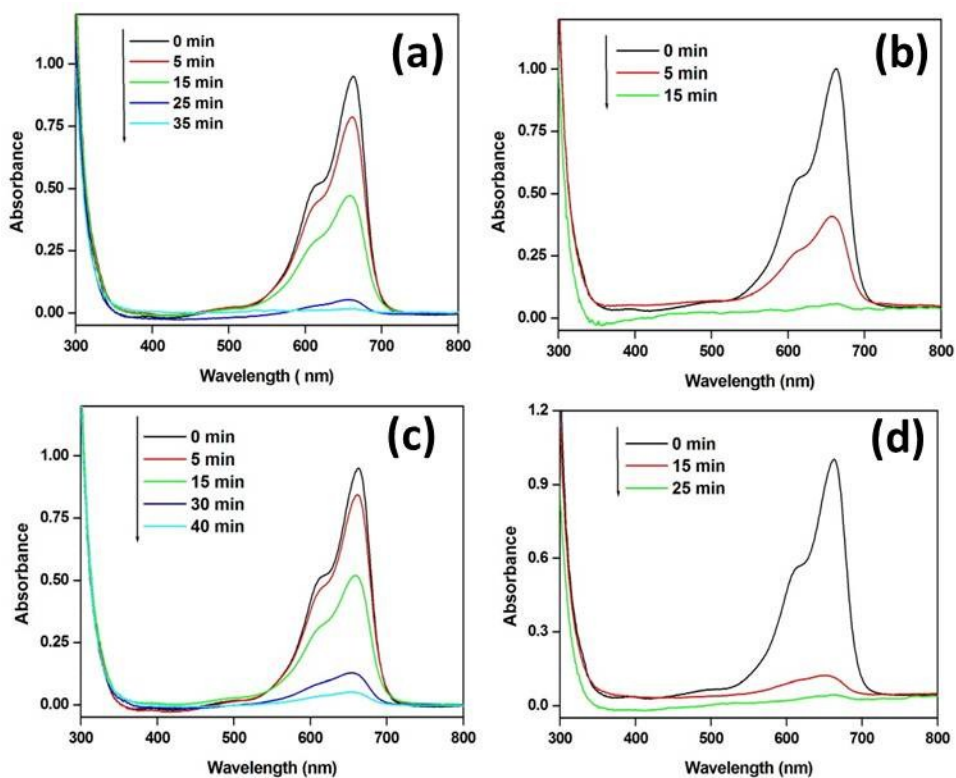 (a)
0 min
5 min
15 min
25 min
35 min
1.00
0.75
0.50
0.25
0.00
Absorbance
300 400 500 600 700 800
Wavelength ( nm)
(b)
0 min
5 min
15 min
1.00
0.75
0.50
0.25
0.00
Absorbance
300 400 500 600 700 800
Wavelength (nm)
(c)
0 min
5 min
15 min
30 min
40 min
1.00
0.75
0.50
0.25
0.00
Absorbance
300 400 500 600 700 800
Wavelength (nm)
(d)
0 min
15 min
25 min
1.2
0.9
0.6
0.3
0.0
Absorbance
300 400 500 600 700 800
Wavelength (nm)